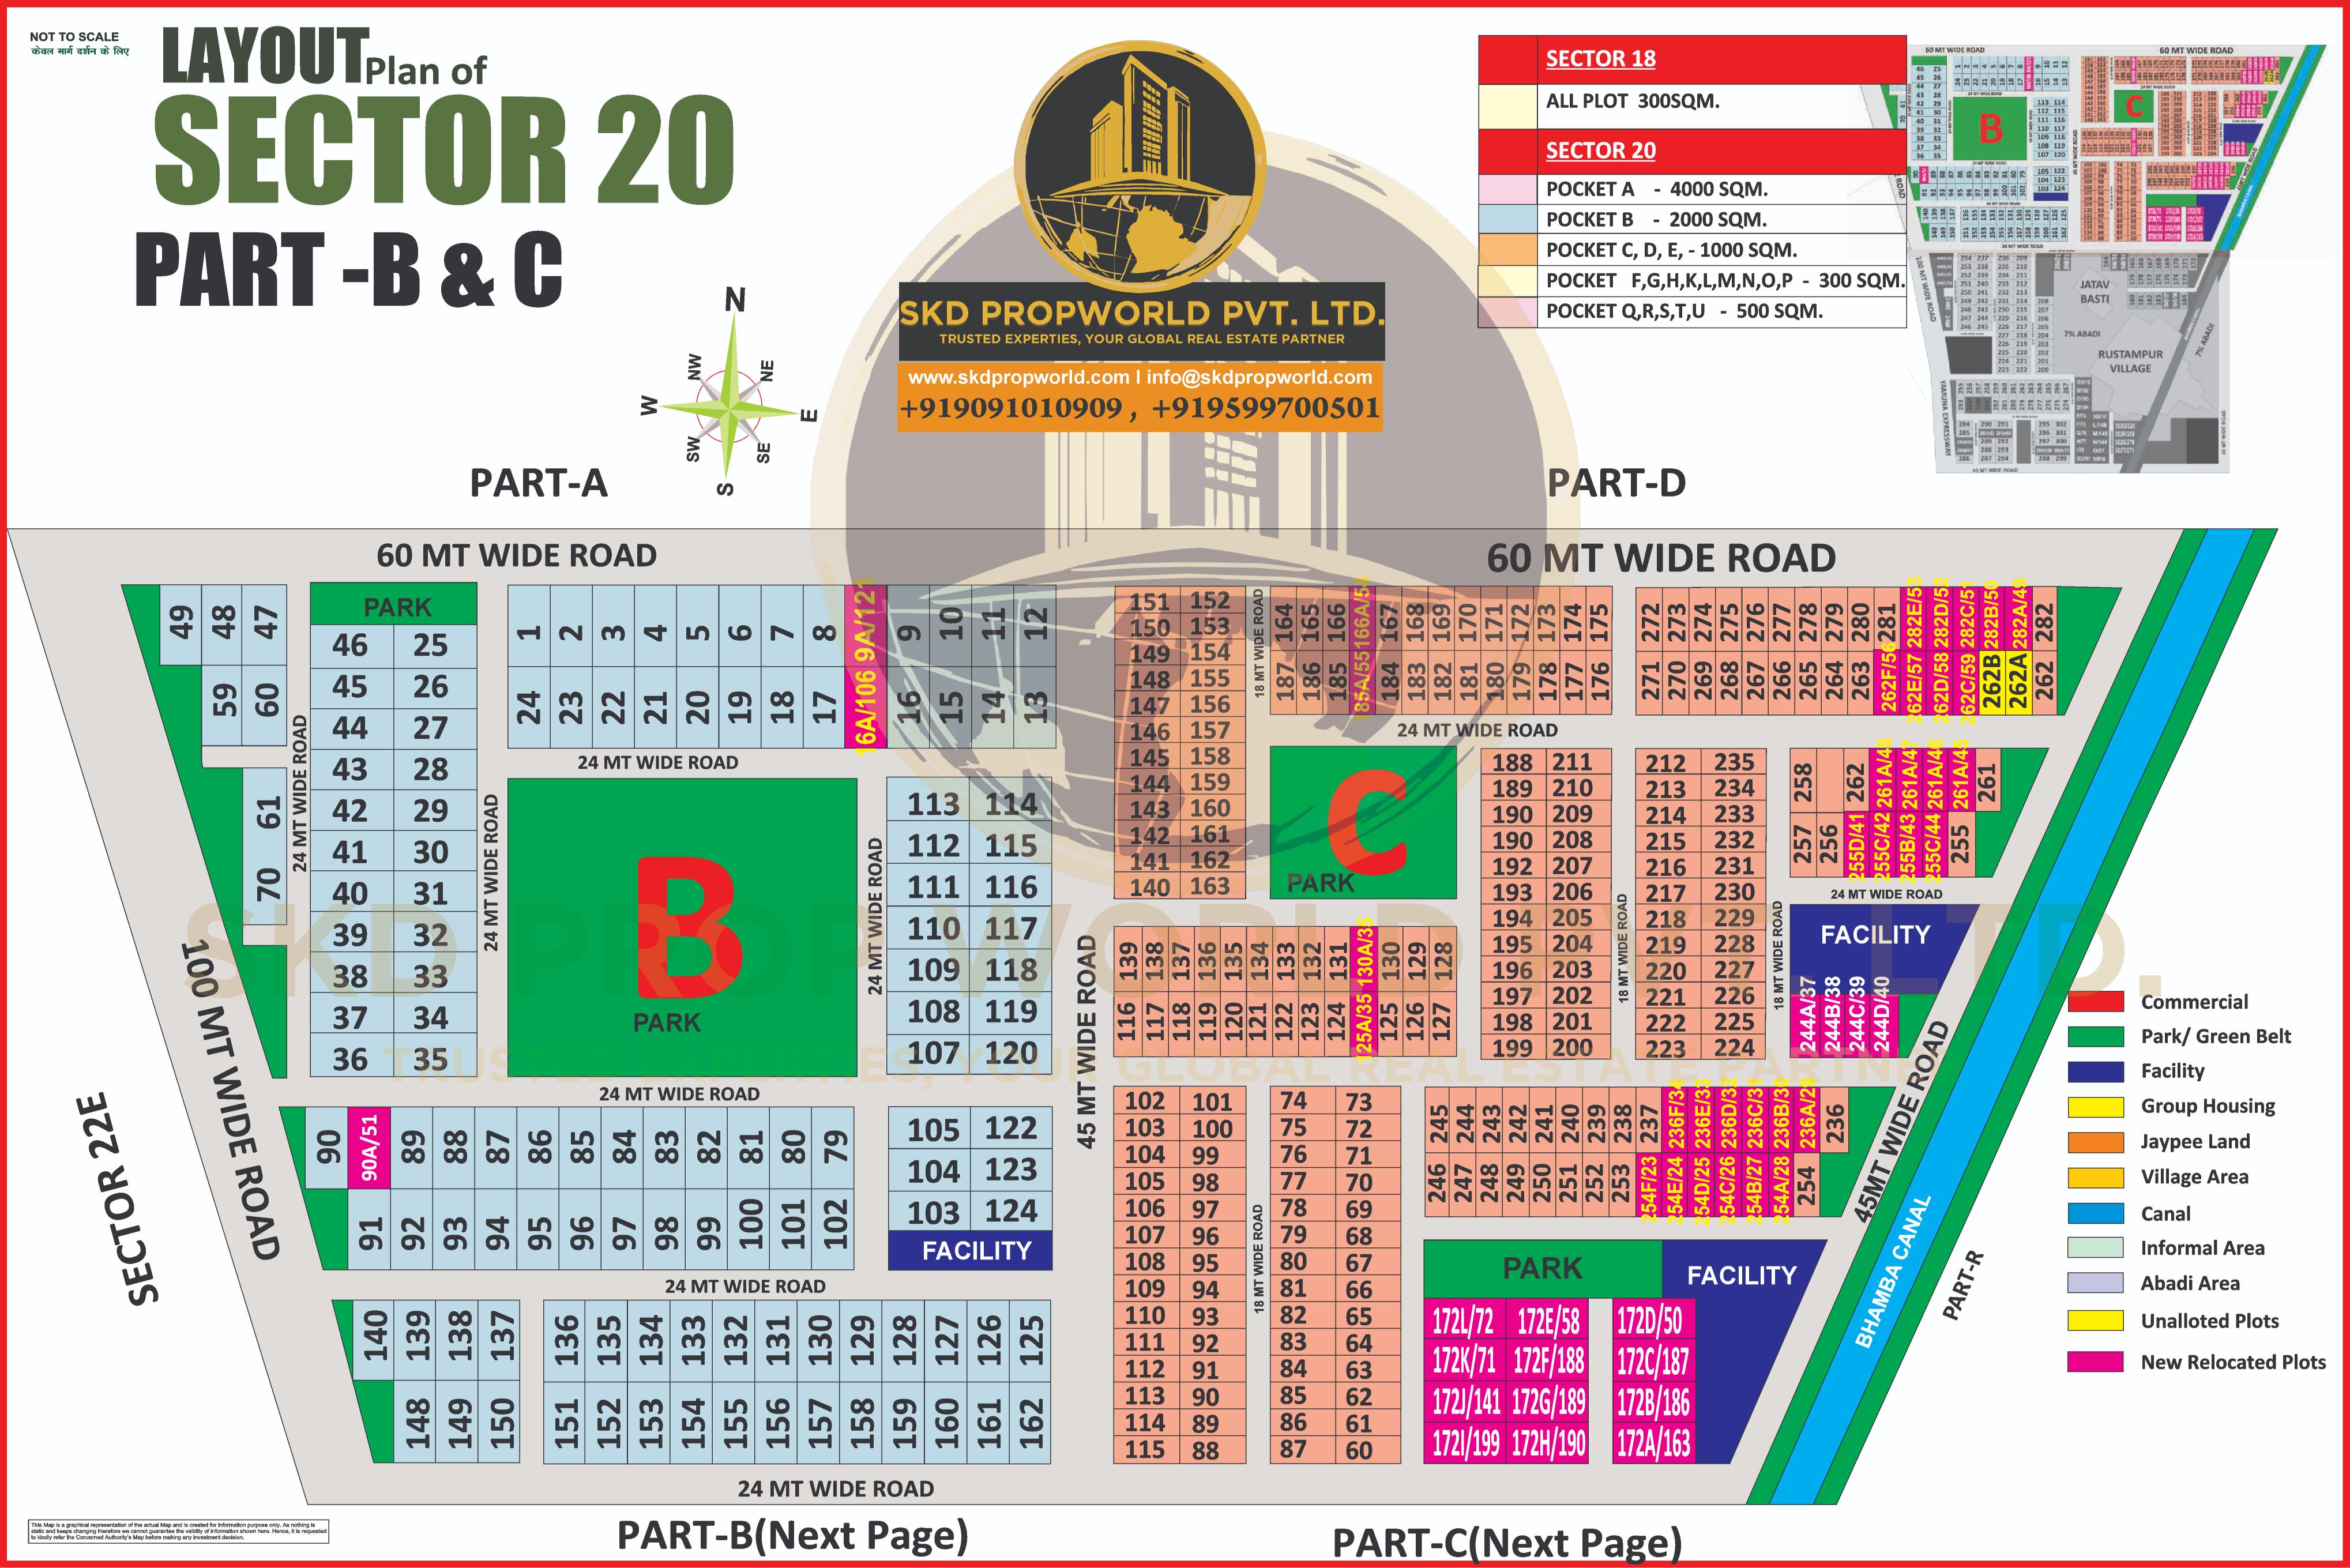 NOT TO SCALE
केवल मार्ग दर्शन के लिए
LAYOUT Plan of
SECTOR 20
PART -B & C
N
NE
E
SE
S
SW
W
NW
SKD PROPWORLD PVT. LTD.
TRUSTED EXPERTIES, YOUR GLOBAL REAL ESTATE PARTNER
www.skdpropworld.com I info@skdpropworld.com
+919091010909 , +919599700501
SECTOR 18
ALL PLOT 300SQM.
SECTOR 20
POCKET A - 4000 SQM.
POCKET B - 2000 SQM.
POCKET C, D, E, - 1000 SQM.
POCKET F,G,H,K,L,M,N,O,P - 300 SQM.
POCKET Q,R,S,T,U - 500 SQM.
60 MT WIDE ROAD
60 MT WIDE ROAD
B
C
JATAV
BASTI
7% ABADI
RUSTAMPUR
VILLAGE
7% ABADI
100 MT WIDE ROAD
YAMUNA EXPRESSWAY
45 MT WIDE ROAD
PART-A
PART-D
60 MT WIDE ROAD
60 MT WIDE ROAD
49 48 47
59 60
61
70
24 MT WIDE ROAD
PARK
46 25
45 26
44 27
43 28
42 29
41 30
40 31
39 32
38 33
37 34
36 35
24 MT WIDE ROAD
1 2 3 4 5 6 7 8 9A/121 9 10 11 12
24 23 22 21 20 19 18 17 16A/106 16 15 14 13
24 MT WIDE ROAD
B
PARK
24 MT WIDE ROAD
113 114
112 115
111 116
110 117
109 118
108 119
107 120
24 MT WIDE ROAD
90 90A/51 89 88 87 86 85 84 83 82 81 80 79
91 92 93 94 95 96 97 98 99 100 101 102
105 122
104 123
103 124
FACILITY
24 MT WIDE ROAD
140 139 138 137 136 135 134 133 132 131 130 129 128 127 126 125
148 149 150 151 152 153 154 155 156 157 158 159 160 161 162
24 MT WIDE ROAD
100 MT WIDE ROAD
SECTOR 22E
45 MT WIDE ROAD
151 152
150 153
149 154
148 155
147 156
146 157
145 158
144 159
143 160
142 161
141 162
140 163
18 MT WIDE ROAD
164 165 166 166A/54 167 168 169 170 171 172 173 174 175
187 186 185 185A/55 184 183 182 181 180 179 178 177 176
24 MT WIDE ROAD
272 273 274 275 276 277 278 279 280 281 282E/53 282D/52 282C/51 282B/50 282A/49 282
271 270 269 268 267 266 265 264 263 262F/56 262E/57 262D/58 262C/59 262B 262A 262
C
PARK
188 211
189 210
190 209
190 208
192 207
193 206
194 205
195 204
196 203
197 202
198 201
199 200
18 MT WIDE ROAD
212 235
213 234
214 233
215 232
216 231
217 230
218 229
219 228
220 227
221 226
222 225
223 224
18 MT WIDE ROAD
258 262 261A/48 261A/47 261A/46 261A/45 261
257 256 255D/41 255C/42 255B/43 255C/44 255
24 MT WIDE ROAD
FACILITY
244A/37 244B/38 244C/39 244D/40
139 138 137 136 135 134 133 132 131 130A/35 130 129 128
116 117 118 119 120 121 122 123 124 125A/35 125 126 127
102 101
103 100
104 99
105 98
106 97
107 96
108 95
109 94
110 93
111 92
112 91
113 90
114 89
115 88
18 MT WIDE ROAD
74 73
75 72
76 71
77 70
78 69
79 68
80 67
81 66
82 65
83 64
84 63
85 62
86 61
87 60
245 244 243 242 241 240 239 238 237 236F/34 236E/33 236D/32 236C/31 236B/30 236A/29 236
246 247 248 249 250 251 252 253 254F/23 254E/24 254D/25 254C/26 254B/27 254A/28 254
PARK
FACILITY
172L/72 172E/58 172D/50
172K/71 172F/188 172C/187
172J/141 172G/189 172B/186
172I/199 172H/190 172A/163
45MT WIDE ROAD
BHAMBA CANAL
PART-R
SKD PROP WORLD PVT. LTD.
TRUSTED EXPERTIES, YOUR GLOBAL REAL ESTATE PARTNER
Commercial
Park/ Green Belt
Facility
Group Housing
Jaypee Land
Village Area
Canal
Informal Area
Abadi Area
Unalloted Plots
New Relocated Plots
This Map is a graphical representation of the actual Map and is created for information purpose only. As nothing is
static and keeps changing therefore we cannot guarantee the validity of information shown here. Hence, it is requested
to kindly refer the Concerned Authority's Map before making any investment decision.
PART-B(Next Page)
PART-C(Next Page)